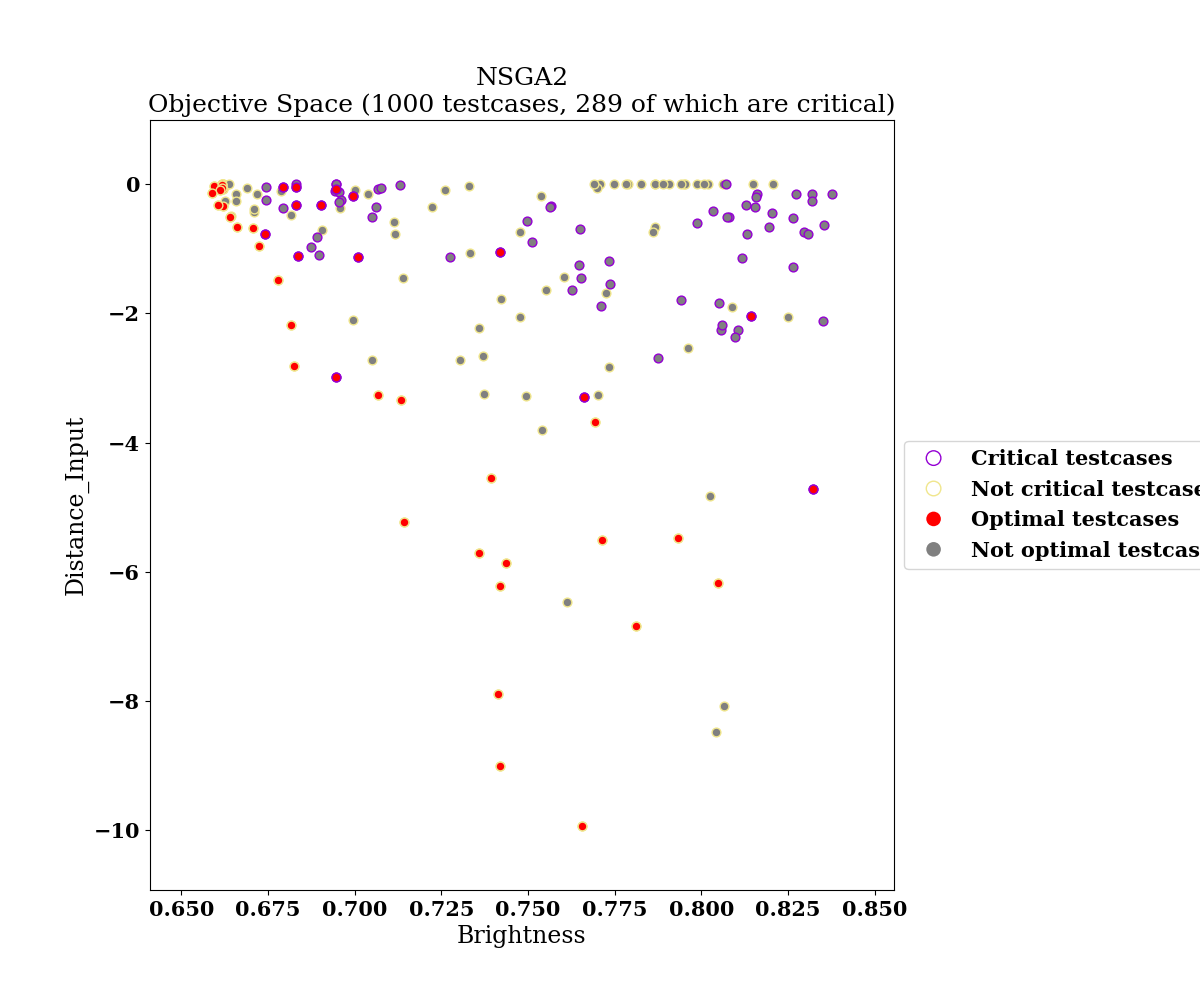 NSGA2
Objective Space (1000 testcases, 289 of which are critical)
0
−2
−4
−6
−8
−10
Distance_Input
0.650 0.675 0.700 0.725 0.750 0.775 0.800 0.825 0.850
Brightness
Critical testcases
Not critical testcase
Optimal testcases
Not optimal testcas